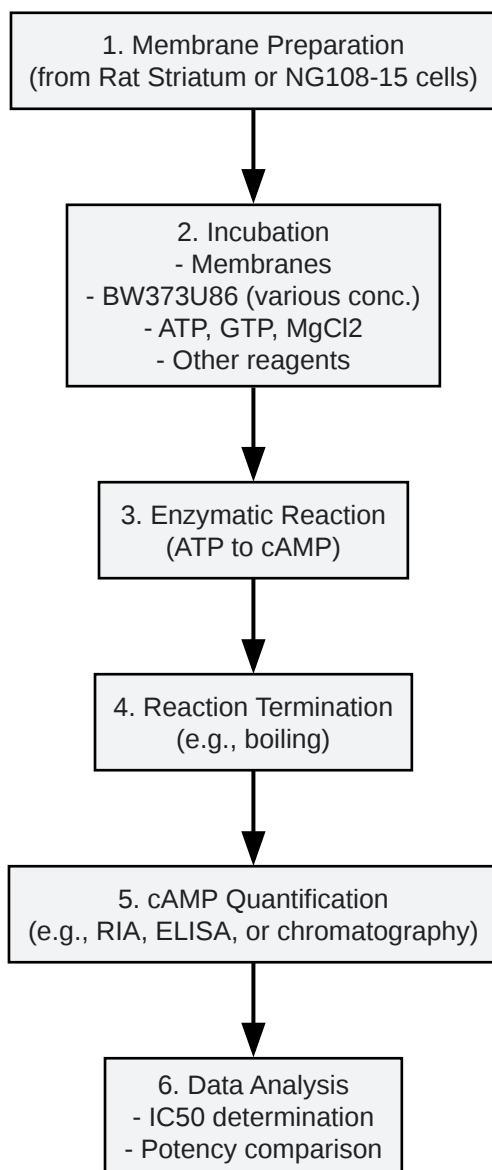 1. Membrane Preparation
(from Rat Striatum or NG108-15 cells)
2. Incubation
- Membranes
- BW373U86 (various conc.)
- ATP, GTP, MgCl2
- Other reagents
3. Enzymatic Reaction
(ATP to cAMP)
4. Reaction Termination
(e.g., boiling)
5. cAMP Quantification
(e.g., RIA, ELISA, or chromatography)
6. Data Analysis
- IC50 determination
- Potency comparison